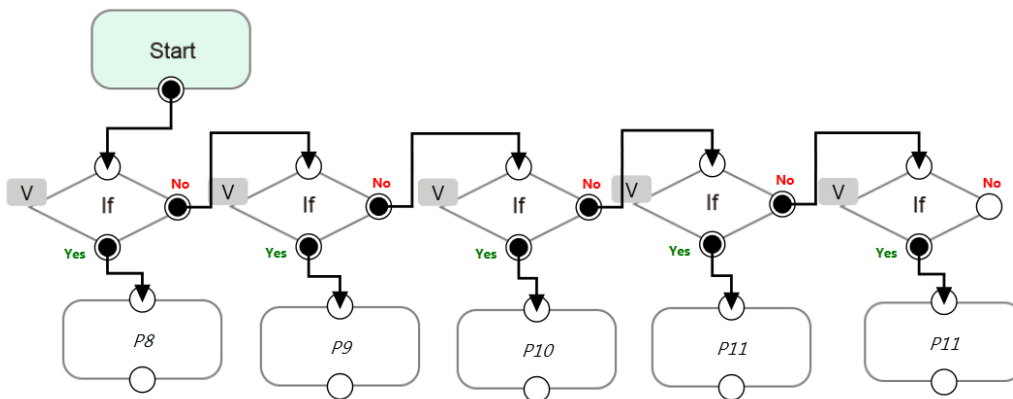 Start
V
If
No
Yes
V
If
No
Yes
V
If
No
Yes
V
If
No
Yes
V
If
No
Yes
P8
P9
P10
P11
P11